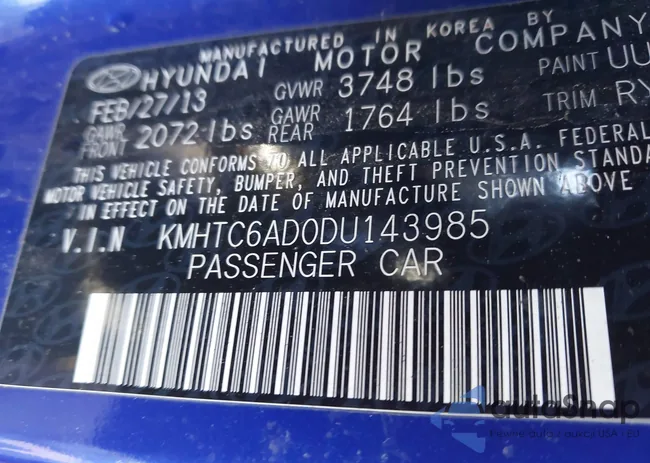 MANUFACTURED IN KOREA BY
HYUNDAI MOTOR COMPANY
FEB/27/13 GVWR 3748 lbs PAINT UU
GAWR FRONT 2072 lbs GAWR REAR 1764 lbs TRIM RY
THIS VEHICLE CONFORMS TO ALL APPLICABLE U.S.A. FEDERAL
MOTOR VEHICLE SAFETY, BUMPER, AND THEFT PREVENTION STANDA
IN EFFECT ON THE DATE OF MANUFACTURE SHOWN ABOVE
V.I.N KMHTC6AD0DU143985
PASSENGER CAR
autoSnap